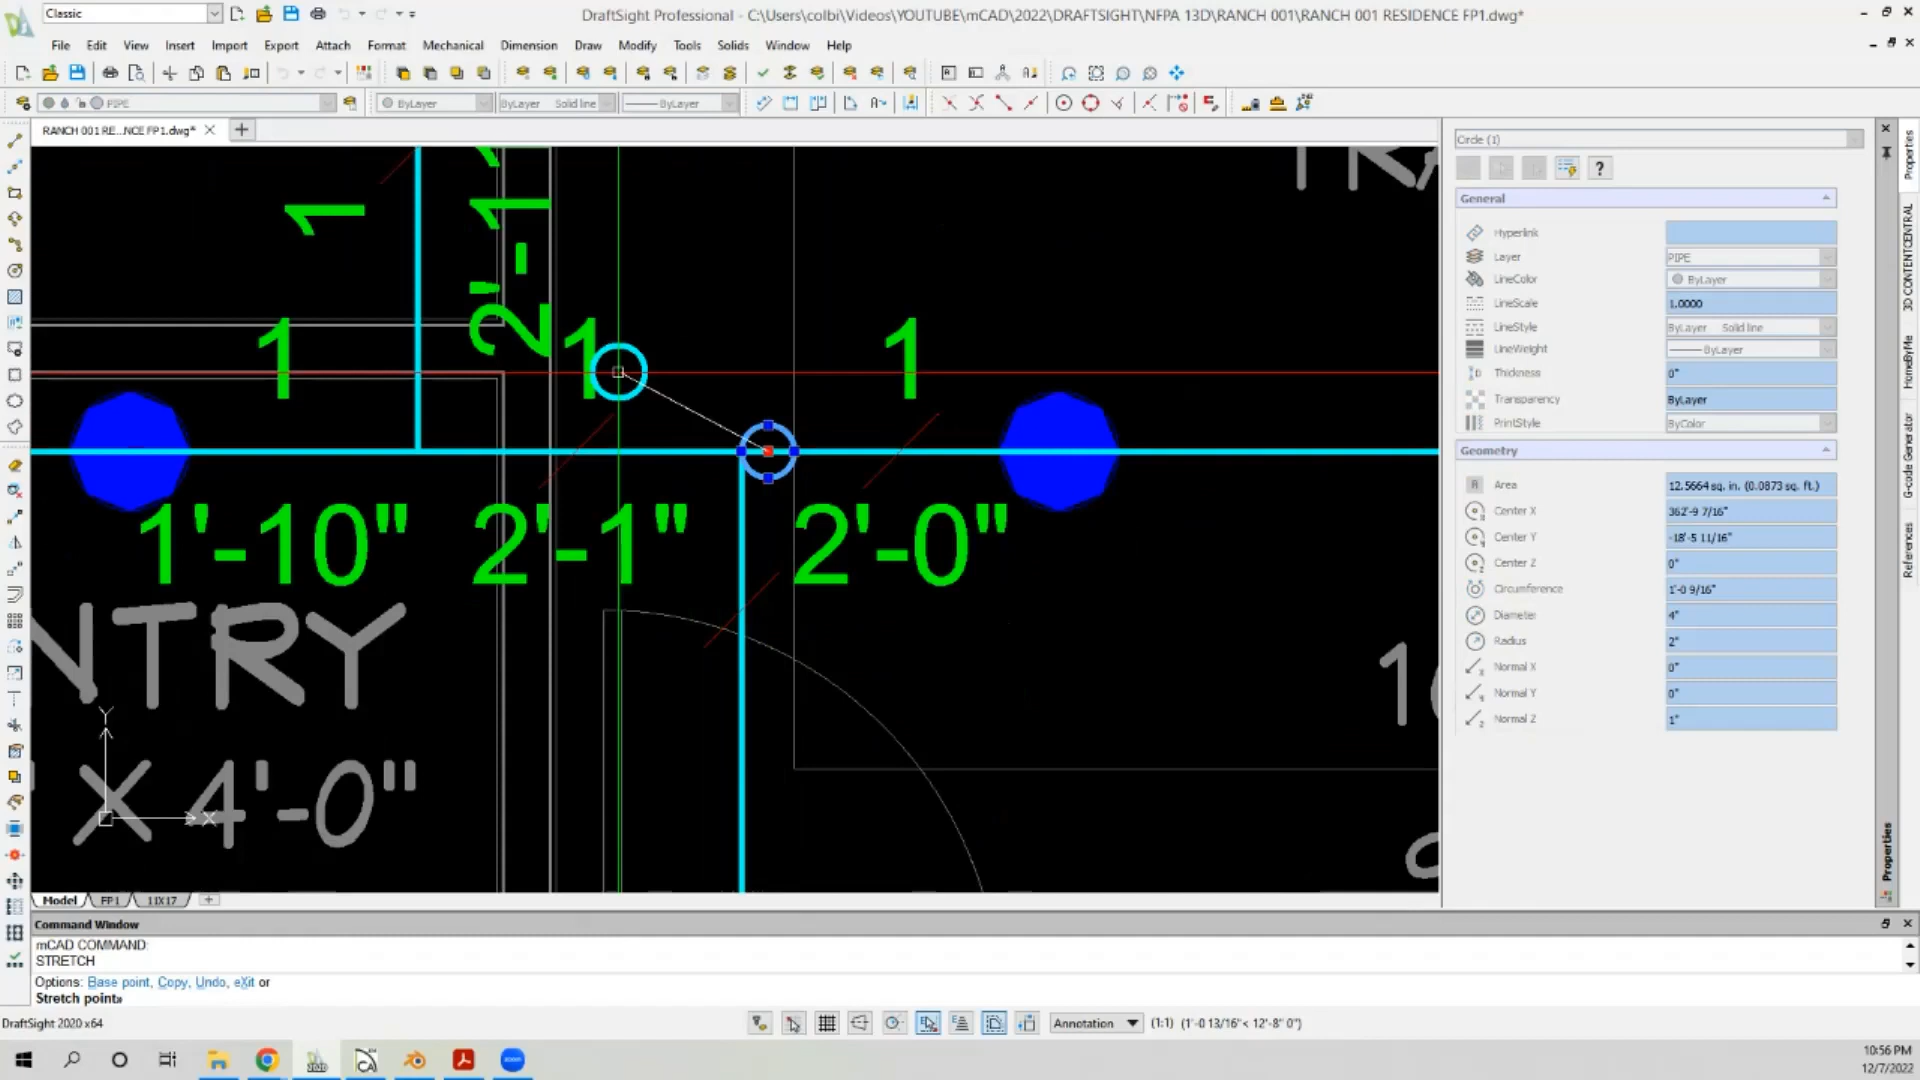 Classic
DraftSight Professional - C:\Users\colbi\Videos\YOUTUBE\mCAD\2022\DRAFTSIGHT\NFPA 13D\RANCH 001\RANCH 001 RESIDENCE FP1.dwg*
File Edit View Insert Import Export Attach Format Mechanical Dimension Draw Modify Tools Solids Window Help
PIPE ByLayer ByLayer Solid line ByLayer
RANCH 001 RE...NCE FP1.dwg*
1
2'-1
1
1
1
1'-10"
2'-1"
2'-0"
NTRY
X 4'-0"
Y
X
Circle (1)
General
Hyperlink
Layer PIPE
LineColor ByLayer
LineScale 1.0000
LineStyle ByLayer Solid line
LineWeight ByLayer
Thickness 0"
Transparency ByLayer
PrintStyle ByColor
Geometry
Area 12.5664 sq. in. (0.0873 sq. ft.)
Center X 362'-9 7/16"
Center Y -18'-5 11/16"
Center Z 0"
Circumference 1'-0 9/16"
Diameter 4"
Radius 2"
Normal X 0"
Normal Y 0"
Normal Z 1"
Properties
3D CONTENTCENTRAL
HomeByMe
G-code Generator
References
Properties
Model FP1 11X17
Command Window
mCAD COMMAND:
STRETCH
Options: Base point, Copy, Undo, eXit or
Stretch point»
DraftSight 2020 x64
Annotation (1:1) (1'-0 13/16"< 12'-8" 0")
10:56 PM
12/7/2022